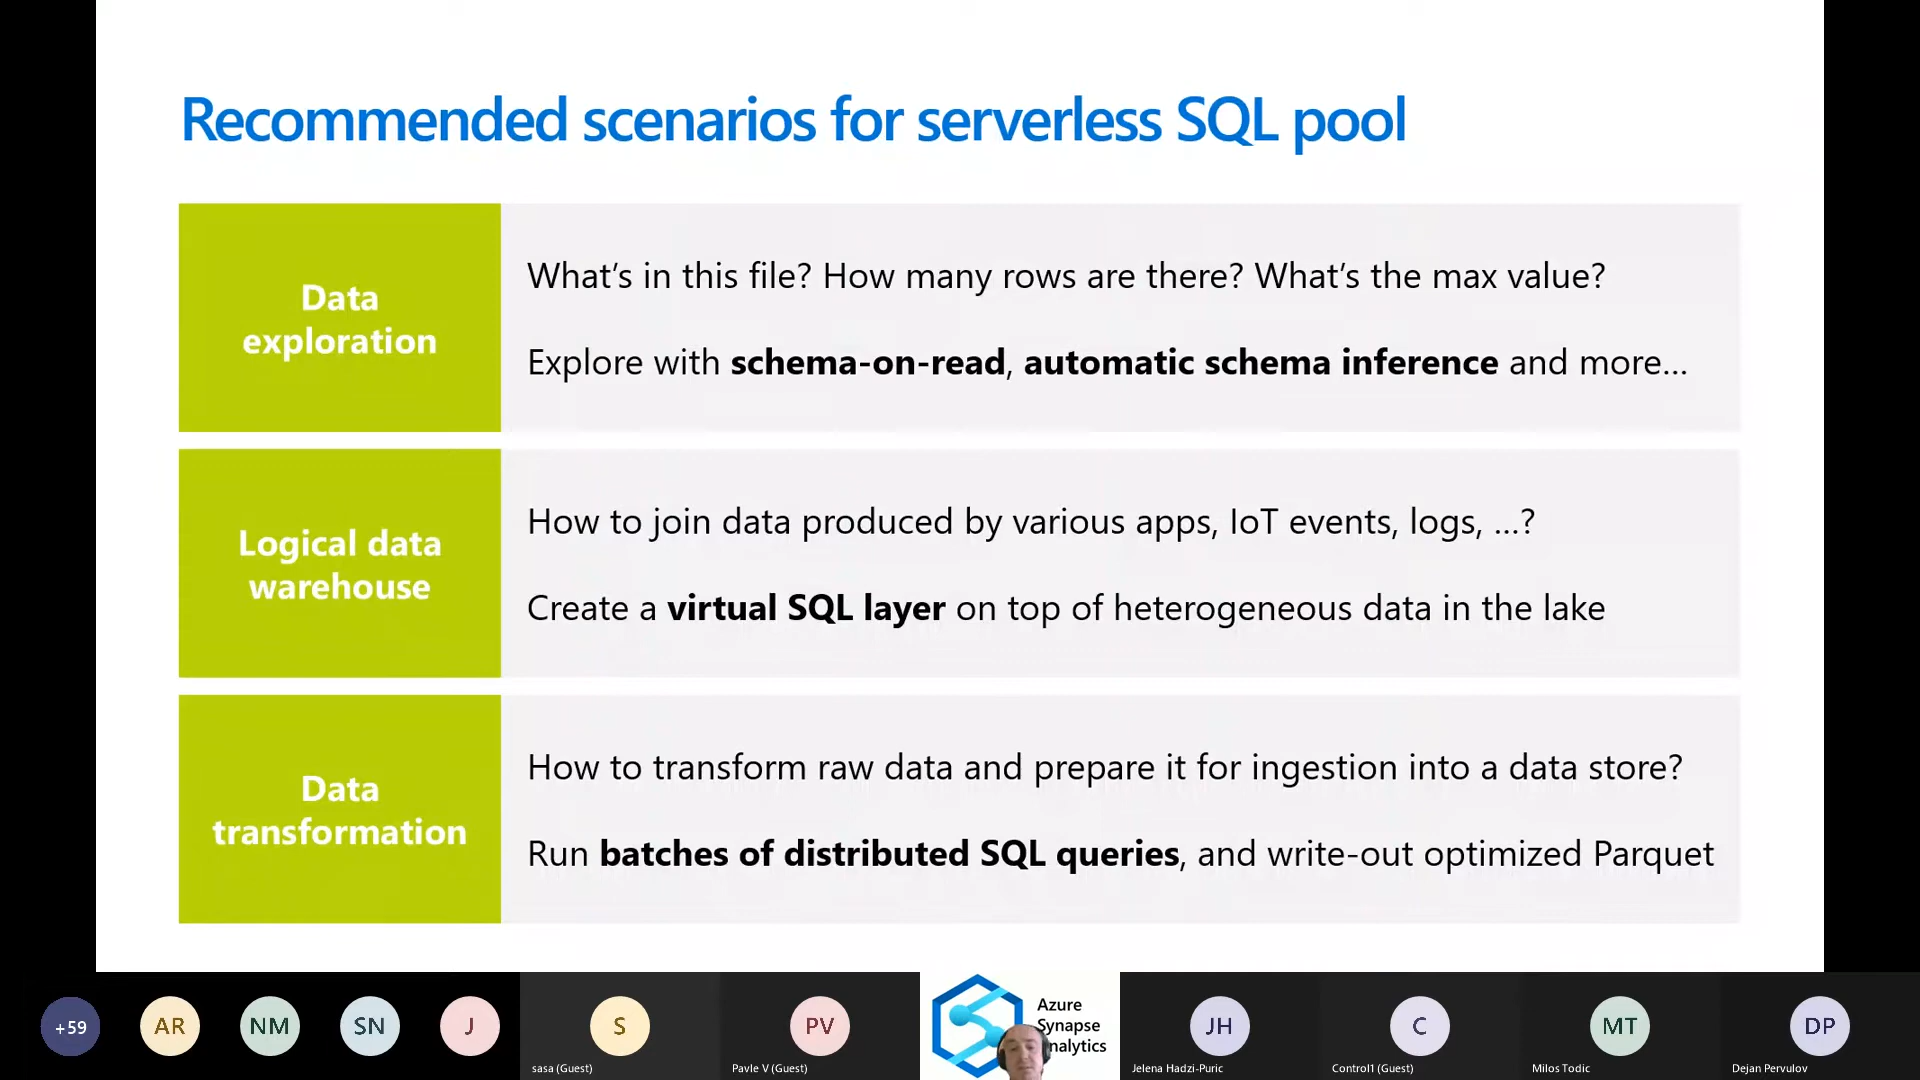 Recommended scenarios for serverless SQL pool
Data
exploration
What's in this file? How many rows are there? What's the max value?
Explore with schema-on-read, automatic schema inference and more...
Logical data
warehouse
How to join data produced by various apps, IoT events, logs, ...?
Create a virtual SQL layer on top of heterogeneous data in the lake
Data
transformation
How to transform raw data and prepare it for ingestion into a data store?
Run batches of distributed SQL queries, and write-out optimized Parquet
+59
AR
NM
SN
J
S
sasa (Guest)
PV
Pavle V (Guest)
Azure
Synapse
nalytics
JH
Jelena Hadzi-Puric
C
Control1 (Guest)
MT
Milos Todic
DP
Dejan Pervulov